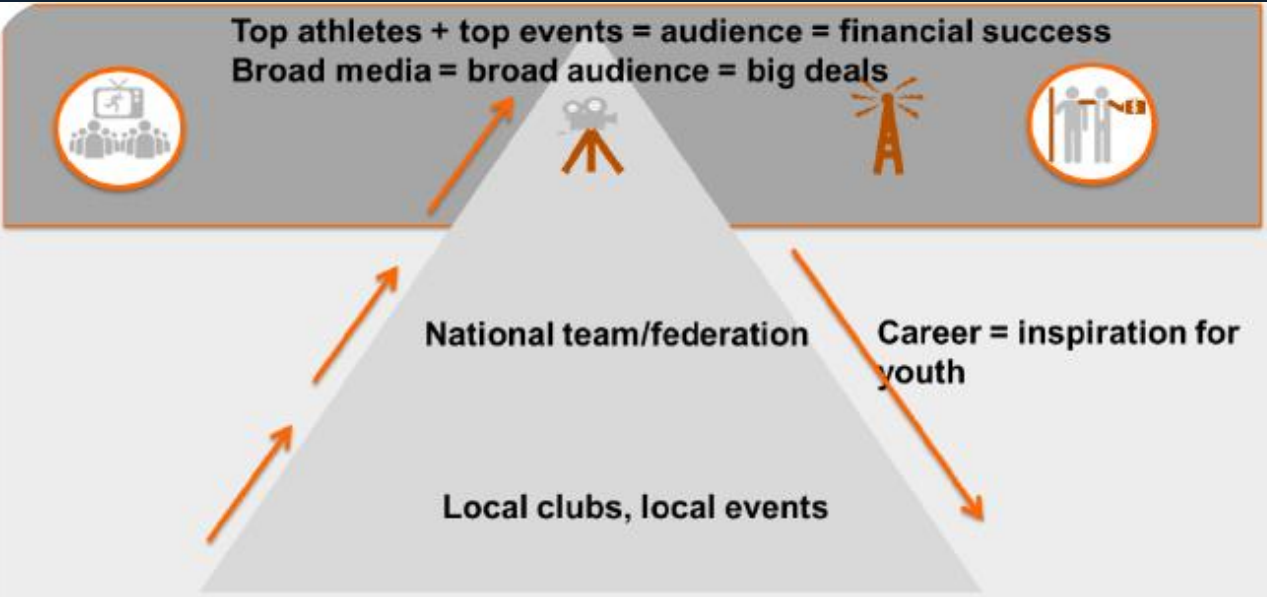 Top athletes + top events = audience = financial success
Broad media = broad audience = big deals
National team/federation
Career = inspiration for
youth
Local clubs, local events